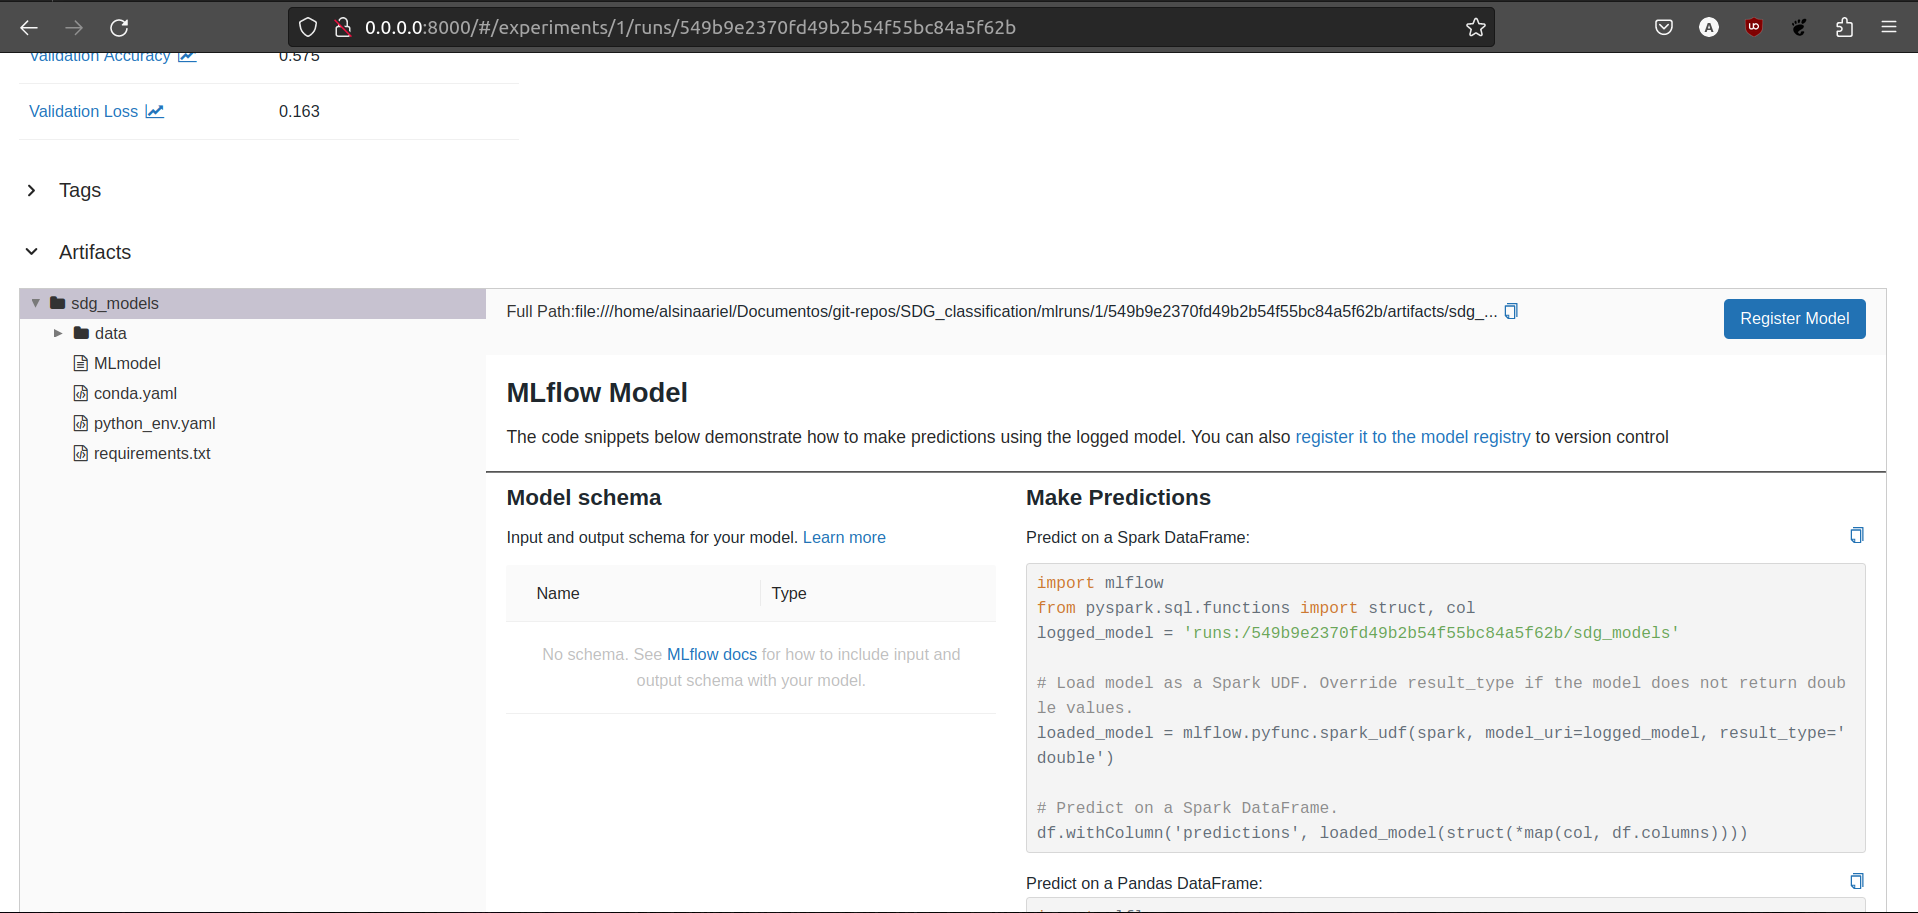 0.0.0.0:8000/#/experiments/1/runs/549b9e2370fd49b2b54f55bc84a5f62b
Validation Accuracy 0.575
Validation Loss 0.163
Tags
Artifacts
sdg_models
data
MLmodel
conda.yaml
python_env.yaml
requirements.txt
Full Path:file:///home/alsinaariel/Documentos/git-repos/SDG_classification/mlruns/1/549b9e2370fd49b2b54f55bc84a5f62b/artifacts/sdg_...
Register Model
MLflow Model
The code snippets below demonstrate how to make predictions using the logged model. You can also register it to the model registry to version control
Model schema
Input and output schema for your model. Learn more
Name Type
No schema. See MLflow docs for how to include input and
output schema with your model.
Make Predictions
Predict on a Spark DataFrame:
import mlflow
from pyspark.sql.functions import struct, col
logged_model = 'runs:/549b9e2370fd49b2b54f55bc84a5f62b/sdg_models'
# Load model as a Spark UDF. Override result_type if the model does not return doub
le values.
loaded_model = mlflow.pyfunc.spark_udf(spark, model_uri=logged_model, result_type='
double')
# Predict on a Spark DataFrame.
df.withColumn('predictions', loaded_model(struct(*map(col, df.columns))))
Predict on a Pandas DataFrame: